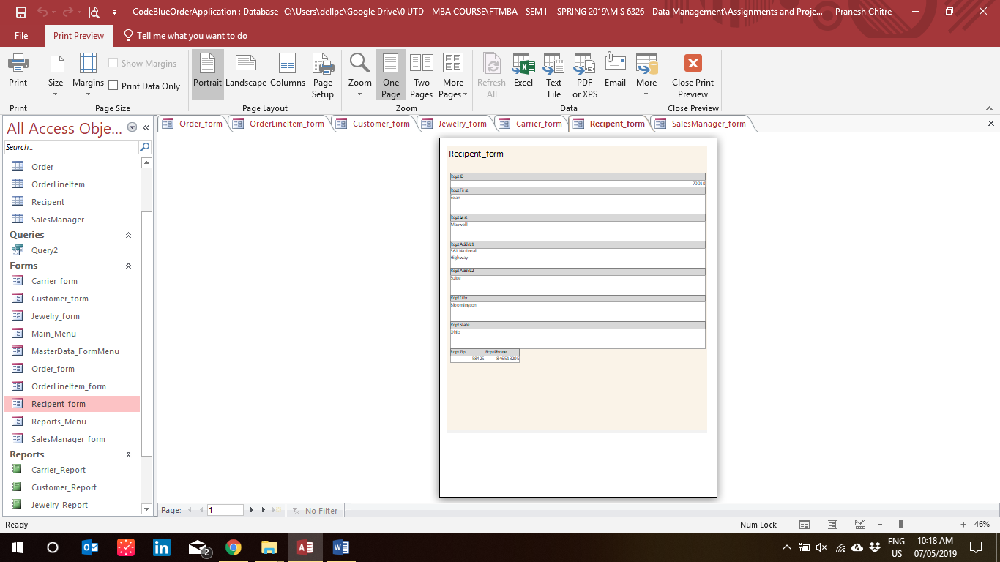 CodeBlueOrderApplication : Database- C:\Users\dellpc\Google Drive\0 UTD - MBA COURSE\FTMBA - SEM II - SPRING 2019\MIS 6326 - Data Management\Assignments and Proje... Pranesh Chitre
File Print Preview Tell me what you want to do
Print Size Margins Show Margins Print Data Only Portrait Landscape Columns Page Setup Zoom One Page Two Pages More Pages Refresh All Excel Text File PDF or XPS Email More Close Print Preview
Print Page Size Page Layout Zoom Data Close Preview
All Access Obje...
Search...
Order
OrderLineItem
Recipent
SalesManager
Queries
Query2
Forms
Carrier_form
Customer_form
Jewelry_form
Main_Menu
MasterData_FormMenu
Order_form
OrderLineItem_form
Recipent_form
Reports_Menu
SalesManager_form
Reports
Carrier_Report
Customer_Report
Jewelry_Report
Order_form OrderLineItem_form Customer_form Jewelry_form Carrier_form Recipent_form SalesManager_form
Recipent_form
RcptID
70010
RcptFirst
Sean
RcptLast
Maxwell
RcptAddrL1
561 National
Highway
RcptAddrL2
Suite
RcptCity
Bloomington
RcptState
Ohio
RcptZip RcptPhone
58425
Page: 1 No Filter
Ready Num Lock 46%
2 ENG US 10:18 AM 07/05/2019